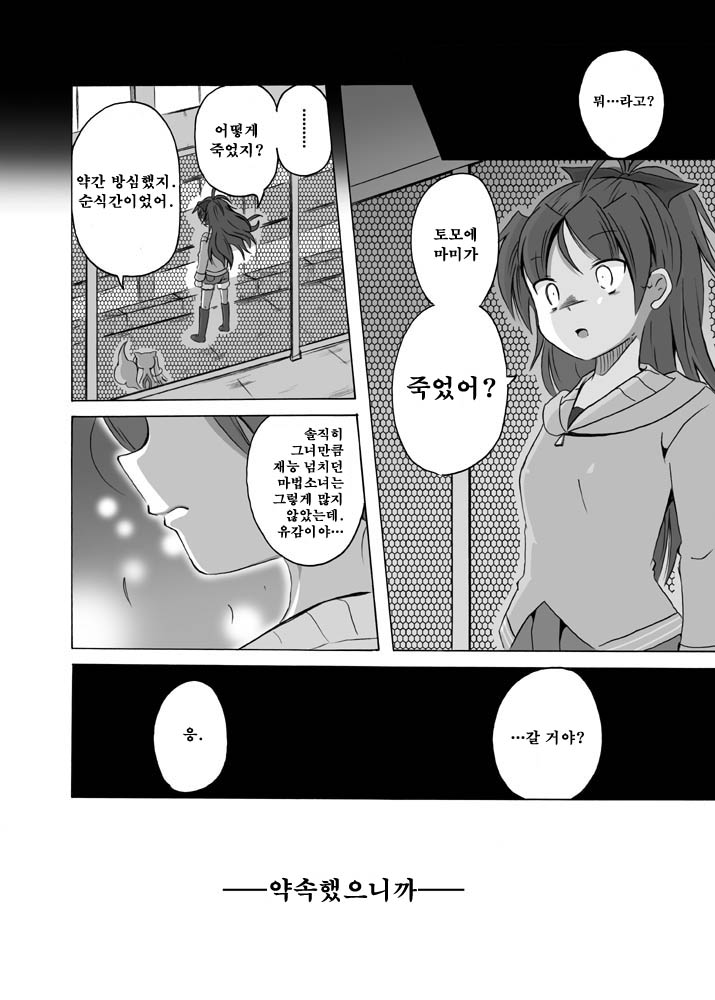 뭐…라고?
토모에
마미가
죽었어?
………
어떻게
죽었지?
약간 방심했지.
순식간이었어.
솔직히
그녀만큼
재능 넘치던
마법소녀는
그렇게 많지
않았는데.
유감이야…
…갈 거야?
응.
──약속했으니까──